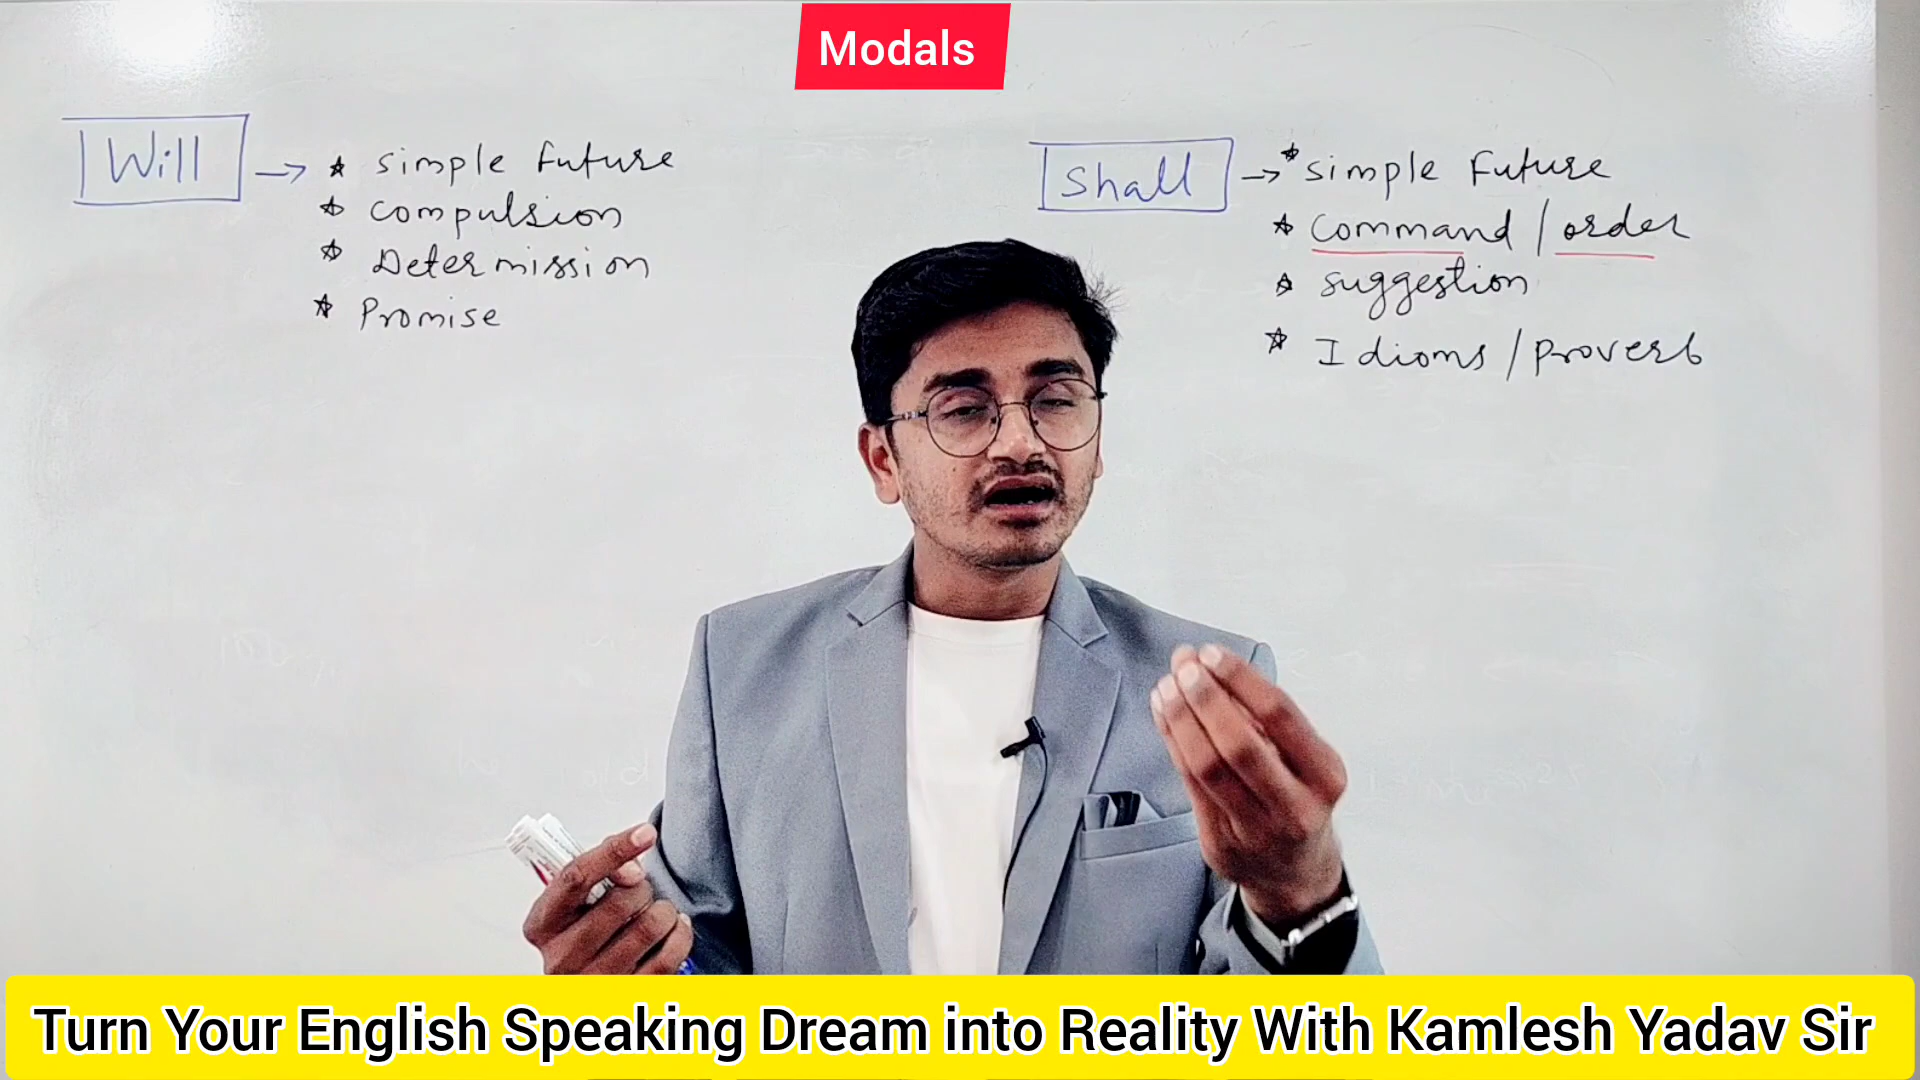 Modals
Will → * simple Future
* compulsion
* Determission
* Promise
Shall → * simple Future
* command / order
* suggestion
* Idioms / proverb
Turn Your English Speaking Dream into Reality With Kamlesh Yadav Sir